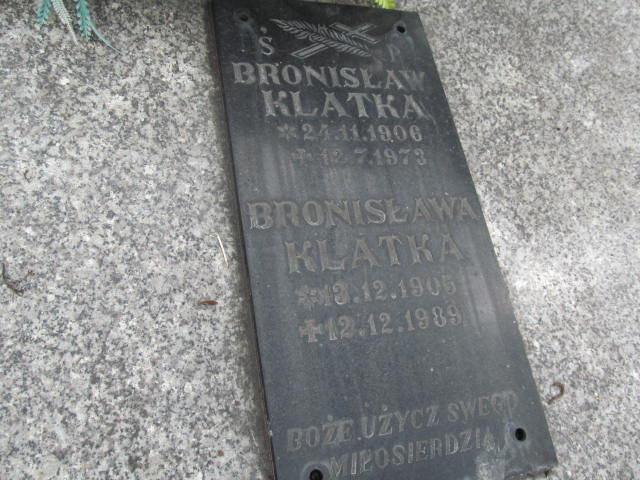 Ś P
BRONISŁAW
KLATKA
*24.11.1906
+12.7.1973
BRONISŁAWA
KLATKA
*13.12.1905
+12.12.1989
BOŻE UŻYCZ SWEGO
MIŁOSIERDZIA